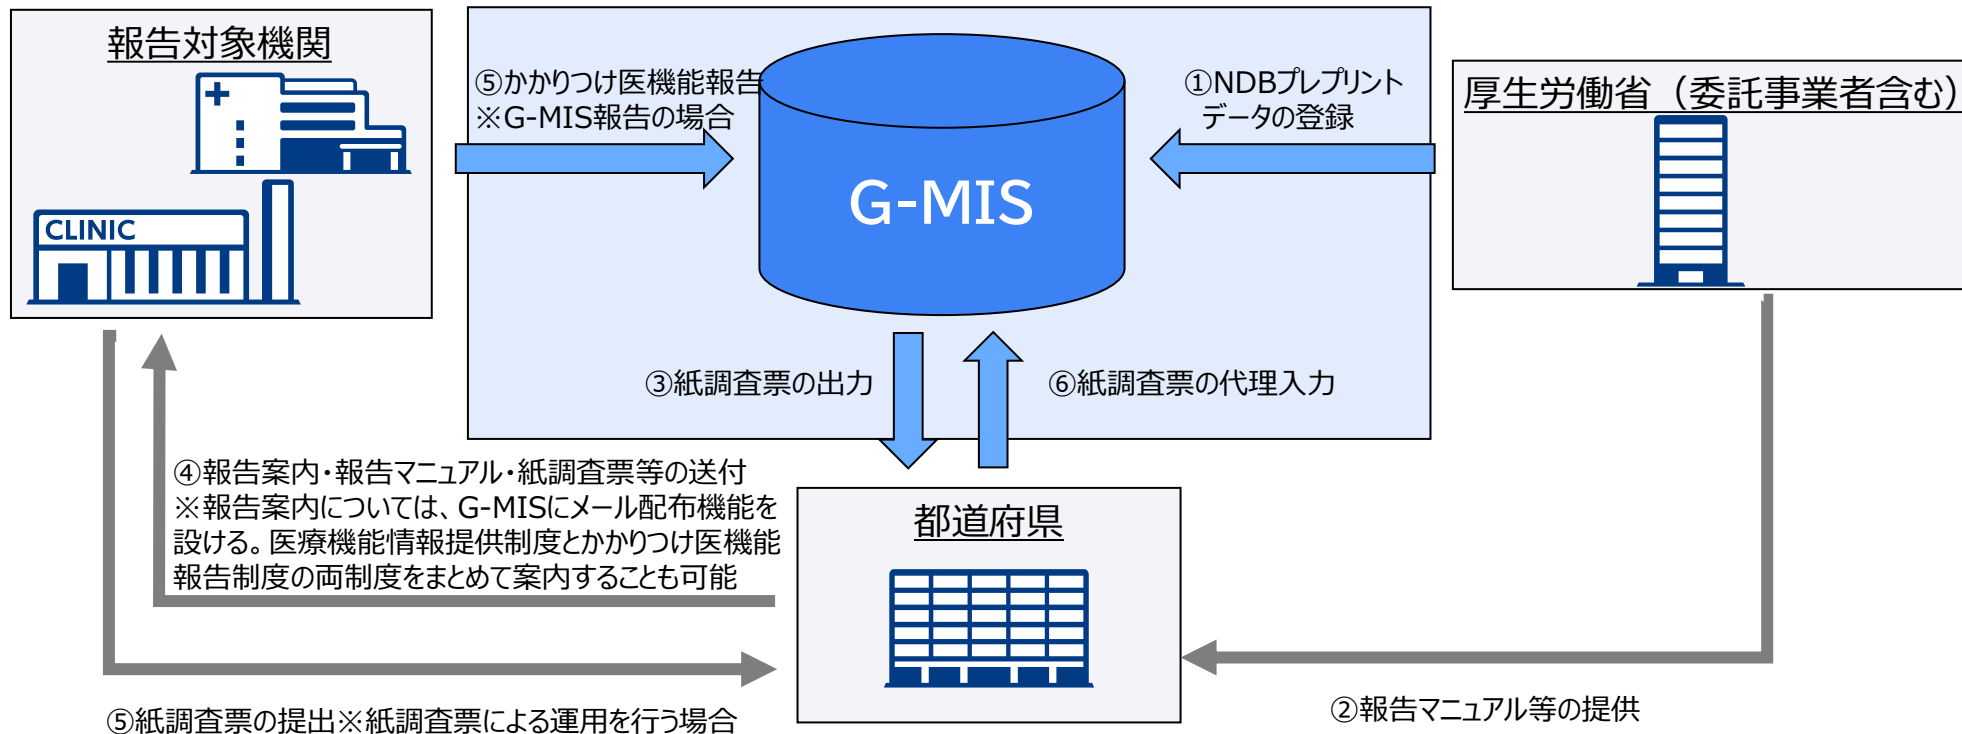 報告対象機関
CLINIC
⑤かかりつけ医機能報告
※G-MIS報告の場合
G-MIS
①NDBプレプリント
データの登録
厚生労働省（委託事業者含む）
③紙調査票の出力
⑥紙調査票の代理入力
④報告案内・報告マニュアル・紙調査票等の送付
※報告案内については、G-MISにメール配布機能を
設ける。医療機能情報提供制度とかかりつけ医機能
報告制度の両制度をまとめて案内することも可能
都道府県
⑤紙調査票の提出※紙調査票による運用を行う場合
②報告マニュアル等の提供